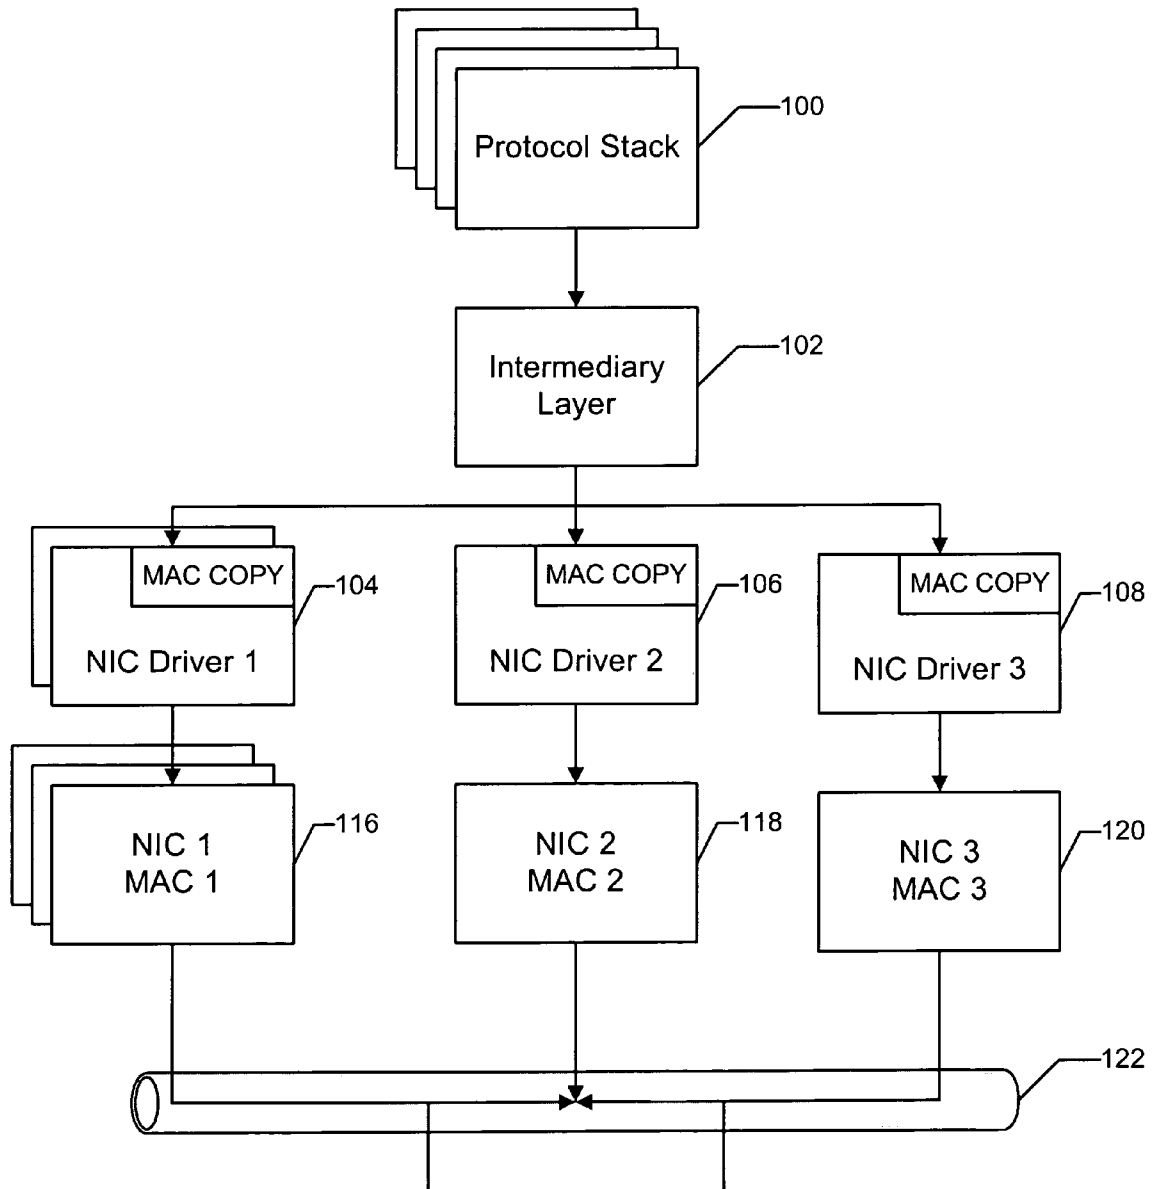 Protocol Stack
100
Intermediary
Layer
102
MAC COPY
NIC Driver 1
104
MAC COPY
NIC Driver 2
106
MAC COPY
NIC Driver 3
108
NIC 1
MAC 1
116
NIC 2
MAC 2
118
NIC 3
MAC 3
120
122